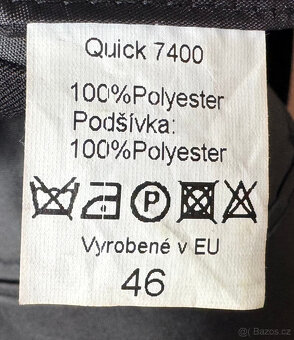 Quick 7400
100%Polyester
Podšívka:
100%Polyester
P
Vyrobené v EU
46
Bazos.cz